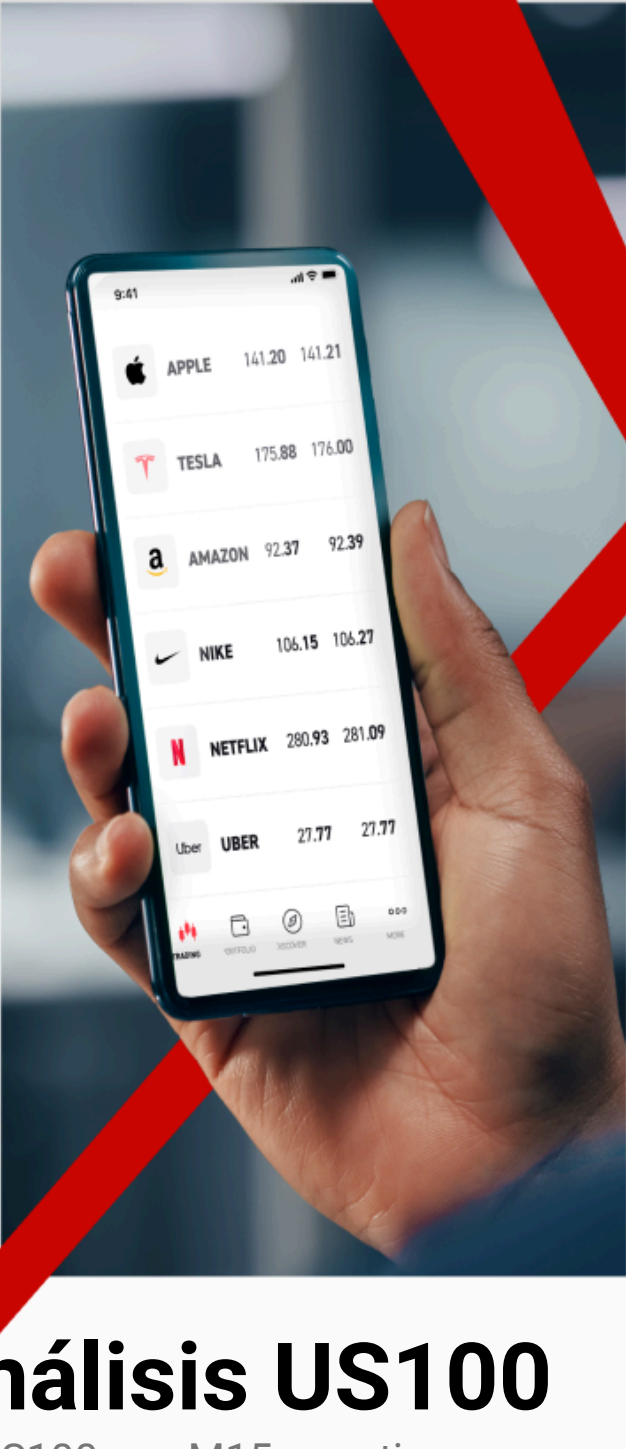 9:41
APPLE 141.20 141.21
TESLA 175.88 176.00
a AMAZON 92.37 92.39
NIKE 106.15 106.27
N NETFLIX 280.93 281.09
Uber UBER 27.77 27.77
TRADING PORTFOLIO DISCOVER NEWS MORE
nálisis US100